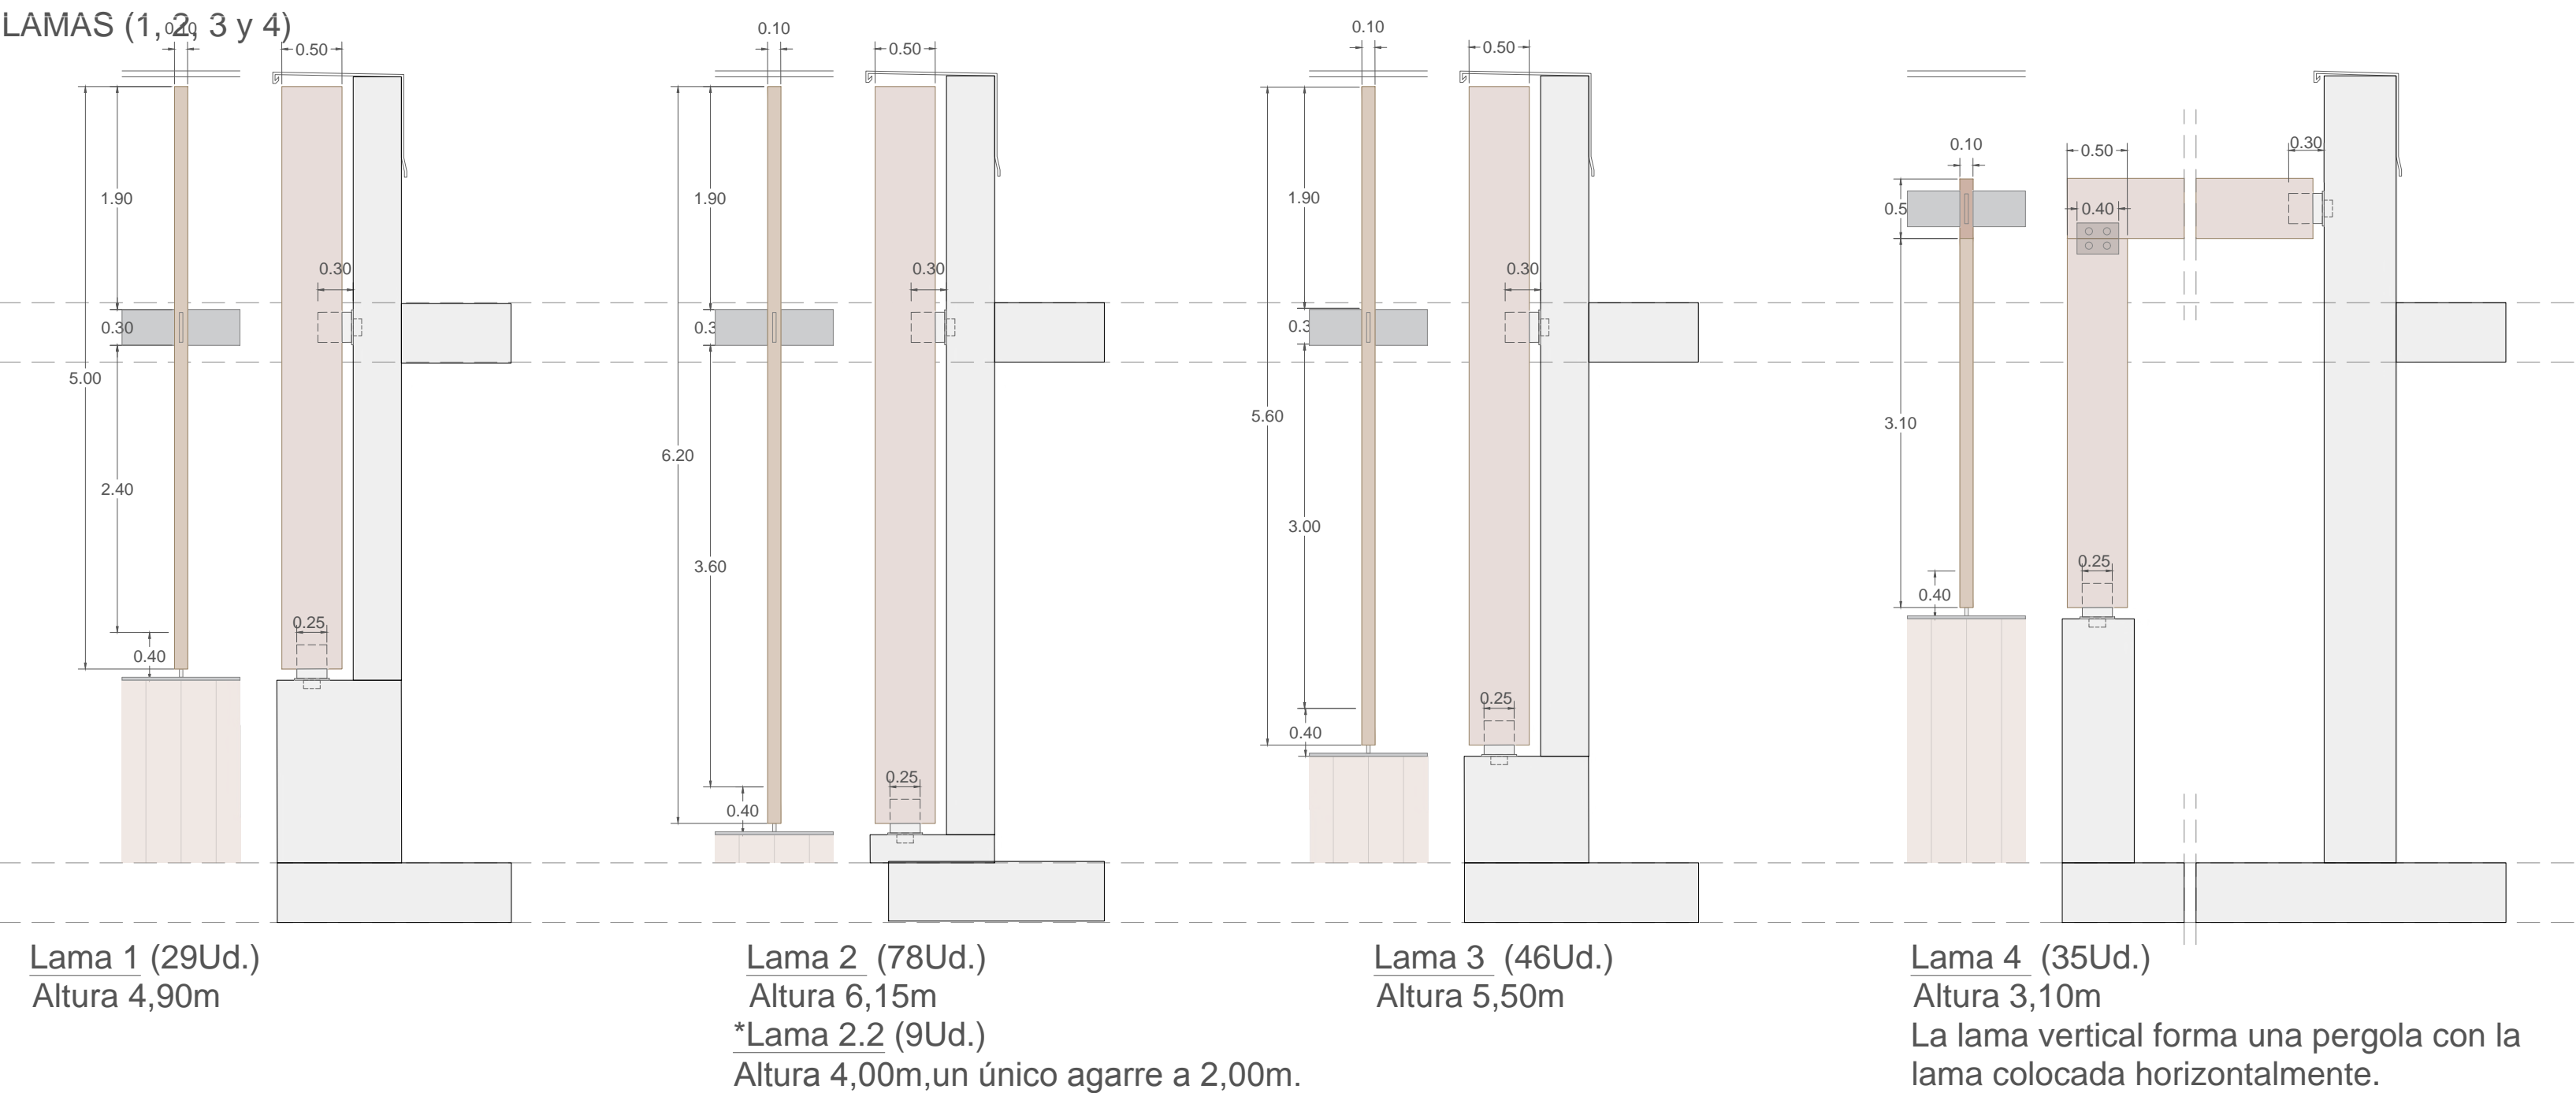 LAMAS (1, 2, 3 y 4)
0.10
0.50
1.90
0.30
0.30
5.00
2.40
0.25
0.40
0.10
0.50
1.90
0.30
0.3
6.20
3.60
0.25
0.40
0.10
0.50
1.90
0.30
0.3
5.60
3.00
0.25
0.40
0.10
0.50
0.30
0.5
0.40
3.10
0.25
0.40
Lama 1 (29Ud.)
Altura 4,90m
Lama 2 (78Ud.)
Altura 6,15m
*Lama 2.2 (9Ud.)
Altura 4,00m,un único agarre a 2,00m.
Lama 3 (46Ud.)
Altura 5,50m
Lama 4 (35Ud.)
Altura 3,10m
La lama vertical forma una pergola con la
lama colocada horizontalmente.